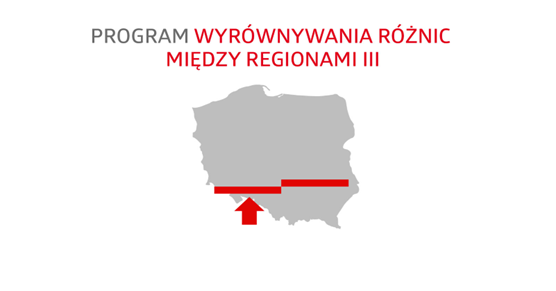 PROGRAM WYRÓWNYWANIA RÓŻNIC
MIĘDZY REGIONAMI III